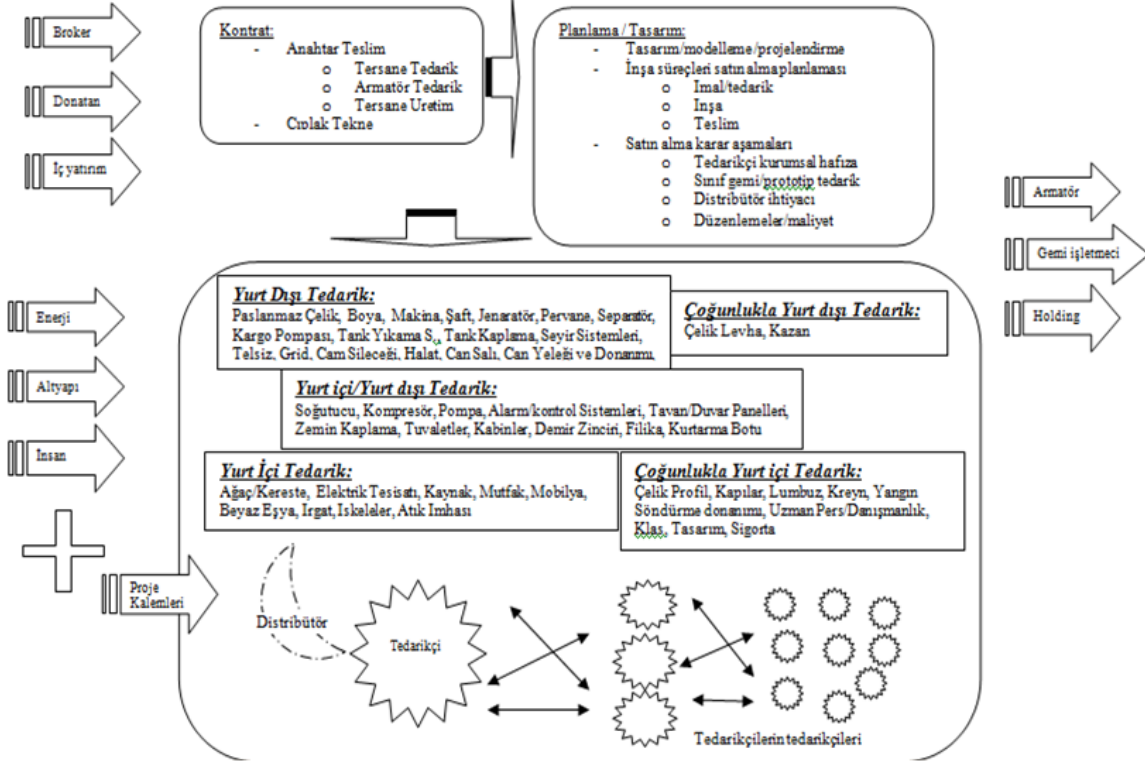 Broker
Donatan
İç yatırım
Kontrat:
- Anahtar Teslim
o Tersane Tedarik
o Armatör Tedarik
o Tersane Uretim
- Cıplak Tekne
Planlama / Tasarım:
- Tasarım/modelleme/projelendirme
- İnşa süreçleri satın alma planlaması
o Imal/tedarik
o Inşa
o Teslim
- Satın alma karar aşamaları
o Tedarikçi kurumsal hafıza
o Sınıf gemi/prototip tedarik
o Distribütör ihtiyacı
o Düzenlemeler/maliyet
Armatör
Gemi işletmeci
Holding
Enerji
Altyapı
İnsan
Proje
Kalemleri
Yurt Dışı Tedarik:
Paslanmaz Çelik, Boya, Makina, Şaft, Jenaratör, Pervane, Separatör,
Kargo Pompası, Tank Yıkama S., Tank Kaplama, Seyir Sistemleri,
Telsiz, Grid, Cam Sileceği, Halat, Can Salı, Can Yeleği ve Donanımı,
Çoğunlukla Yurt dışı Tedarik:
Çelik Levha, Kazan
Yurt içi/Yurt dışı Tedarik:
Soğutucu, Kompresör, Pompa, Alarm/kontrol Sistemleri, Tavan/Duvar Panelleri,
Zemin Kaplama, Tuvaletler, Kabinler, Demir Zinciri, Filika, Kurtarma Botu
Yurt İçi Tedarik:
Ağaç/Kereste, Elektrik Tesisatı, Kaynak, Mutfak, Mobilya,
Beyaz Eşya, Irgat, Iskeleler, Atık Imhası
Çoğunlukla Yurt içi Tedarik:
Çelik Profil, Kapılar, Lumbuz, Kreyn, Yangın
Söndürme donanımı, Uzman Pers/Danışmanlık,
Klas, Tasarım, Sigorta
Distribütör
Tedarikçi
Tedarikçilerin tedarikçileri